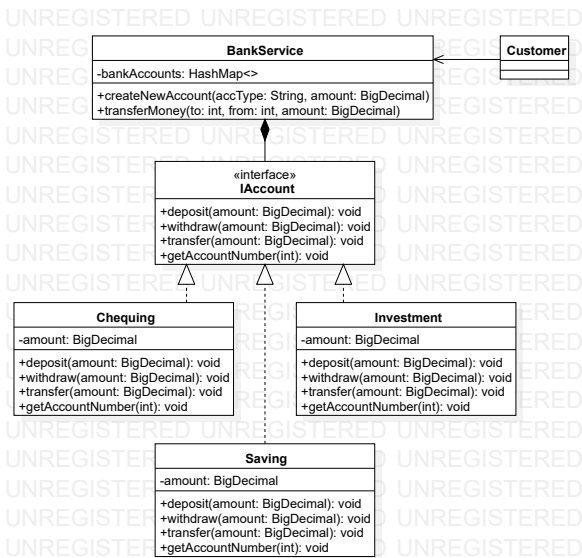 UNREGISTERED UNREGISTERED UNREGISTERED
BankService
Customer
-bankAccounts: HashMap<>
+createNewAccount(accType: String, amount: BigDecimal)
+transferMoney(to: int, from: int, amount: BigDecimal)
«interface»
IAccount
+deposit(amount: BigDecimal): void
+withdraw(amount: BigDecimal): void
+transfer(amount: BigDecimal): void
+getAccountNumber(int): void
Chequing
-amount: BigDecimal
+deposit(amount: BigDecimal): void
+withdraw(amount: BigDecimal): void
+transfer(amount: BigDecimal): void
+getAccountNumber(int): void
Investment
-amount: BigDecimal
+deposit(amount: BigDecimal): void
+withdraw(amount: BigDecimal): void
+transfer(amount: BigDecimal): void
+getAccountNumber(int): void
Saving
-amount: BigDecimal
+deposit(amount: BigDecimal): void
+withdraw(amount: BigDecimal): void
+transfer(amount: BigDecimal): void
+getAccountNumber(int): void